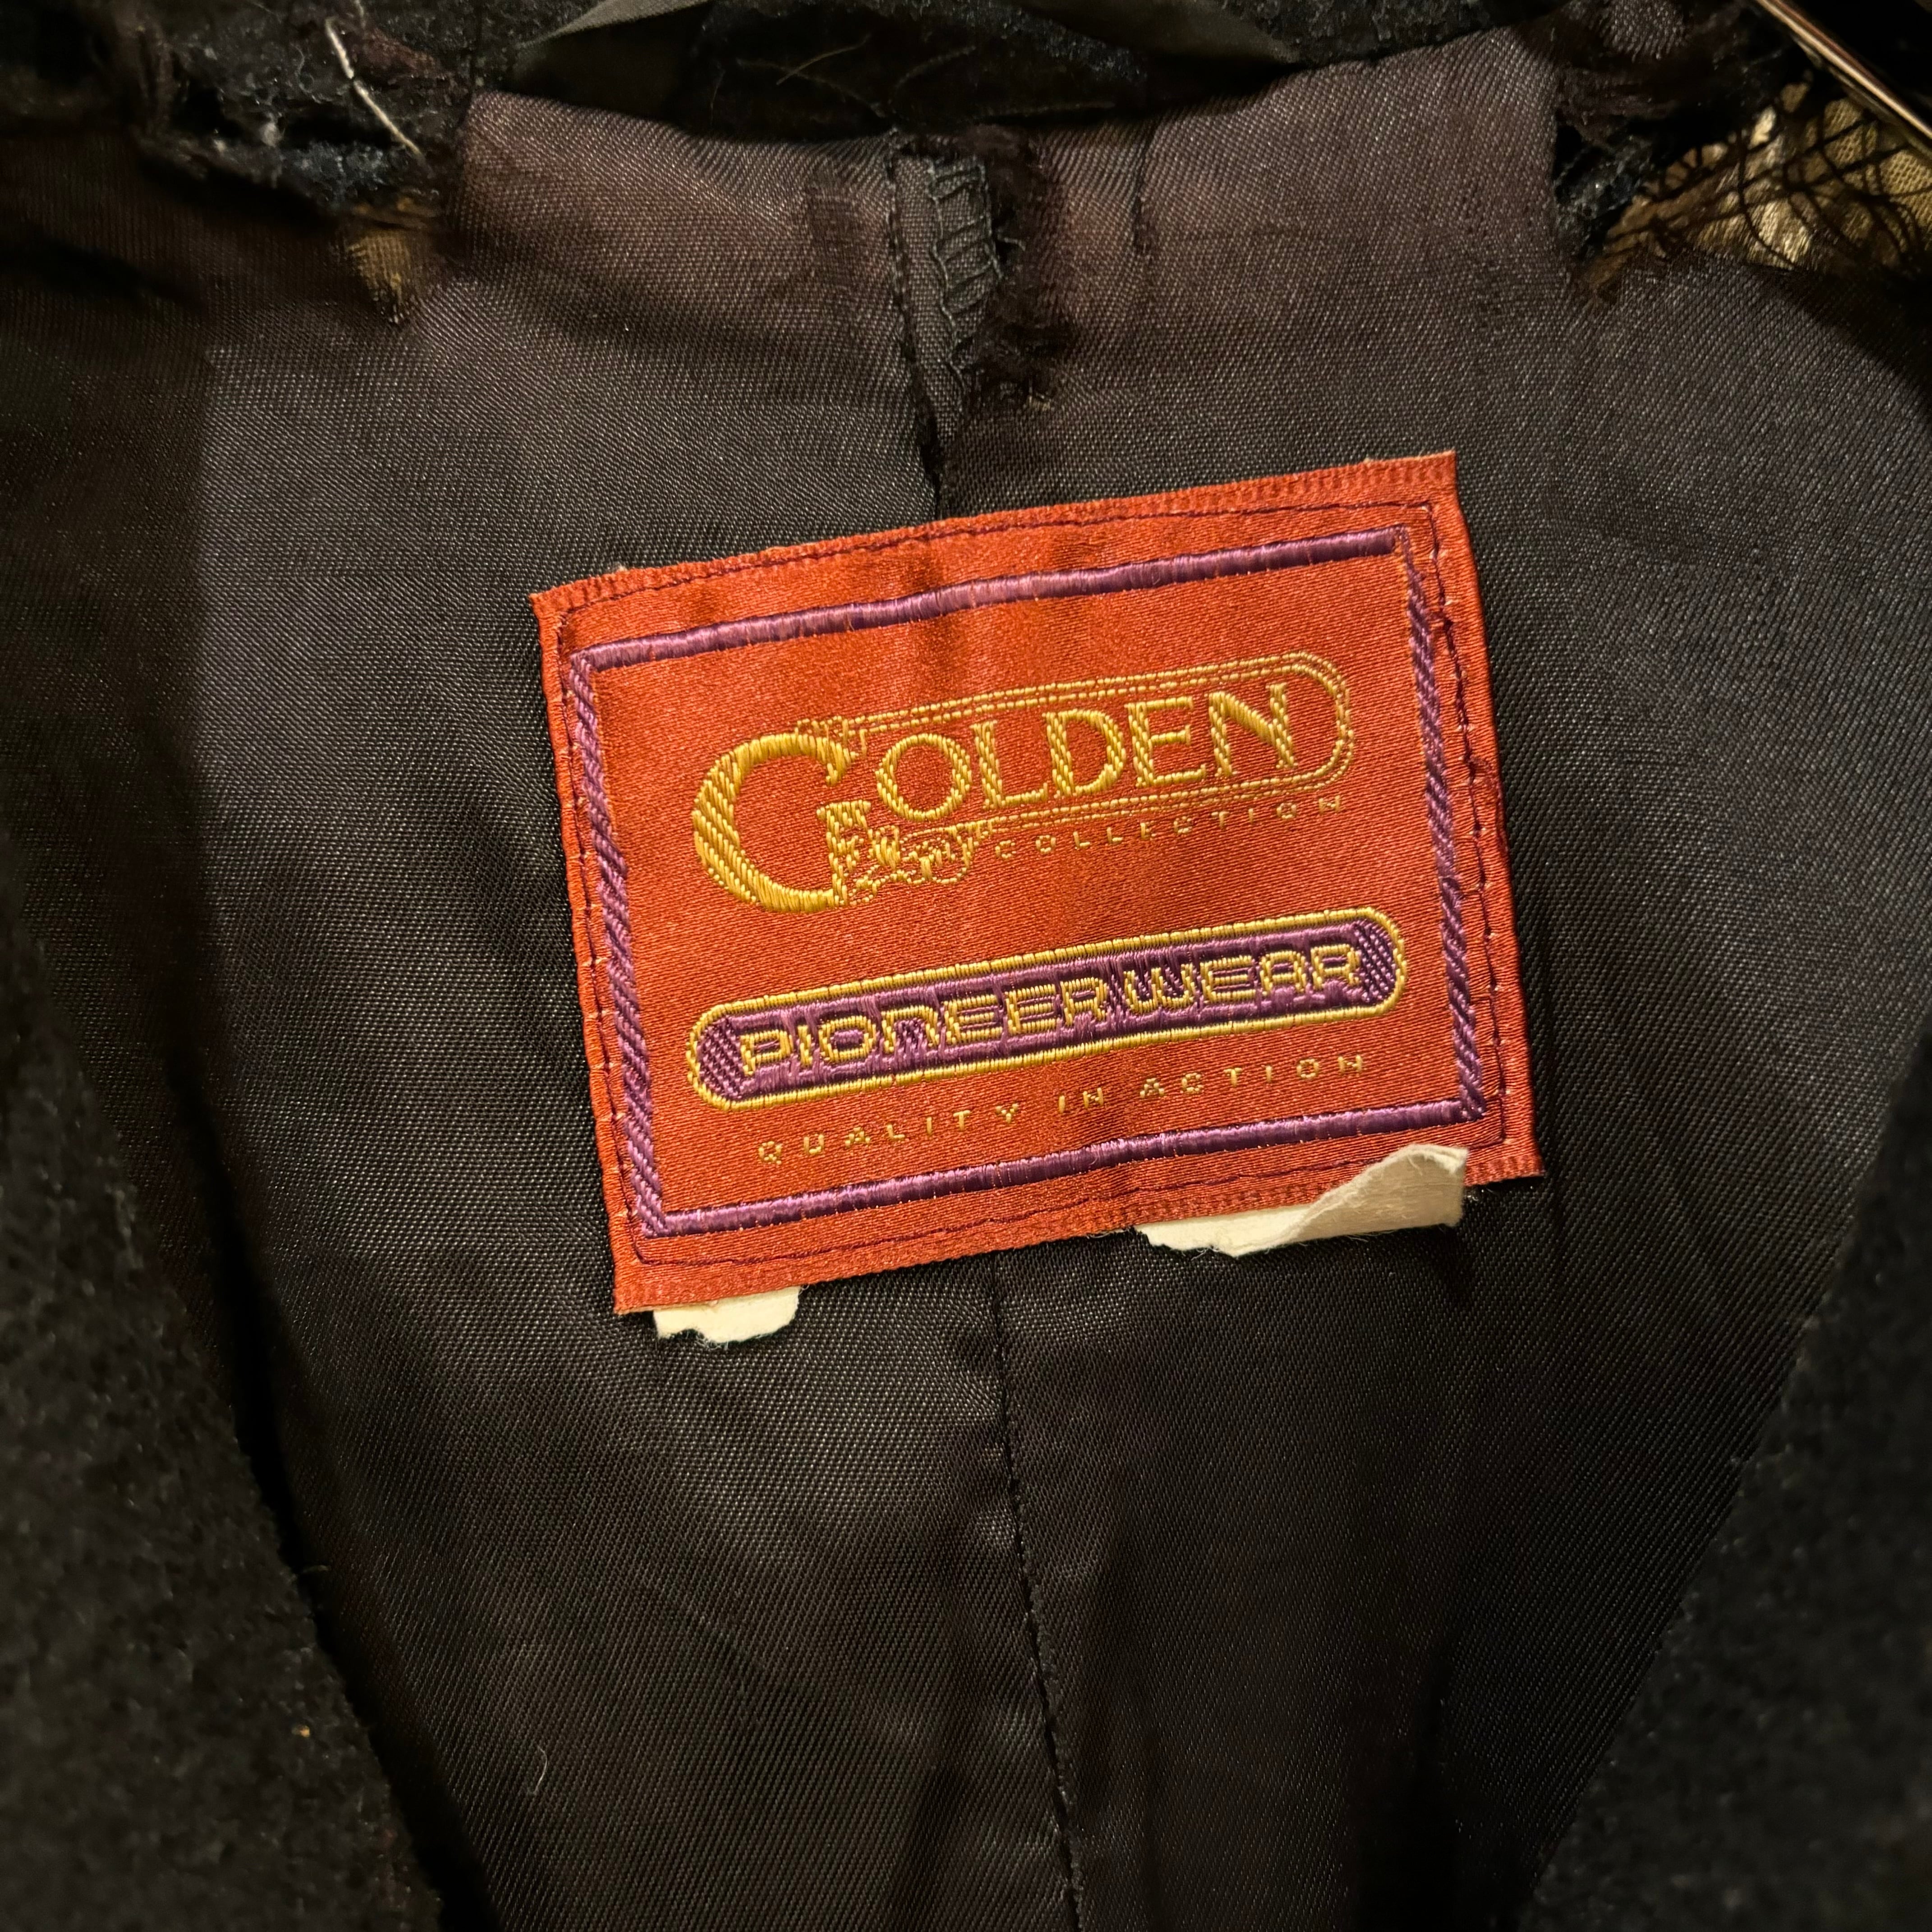 GOLDEN
COLLECTION
PIONEER WEAR
QUALITY IN ACTION